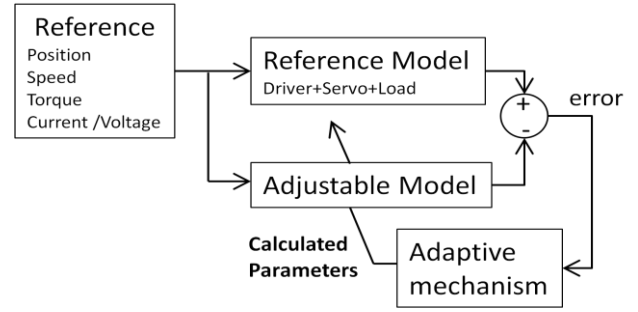 Reference
Position
Speed
Torque
Current /Voltage
Reference Model
Driver+Servo+Load
+
-
error
Adjustable Model
Calculated
Parameters
Adaptive
mechanism